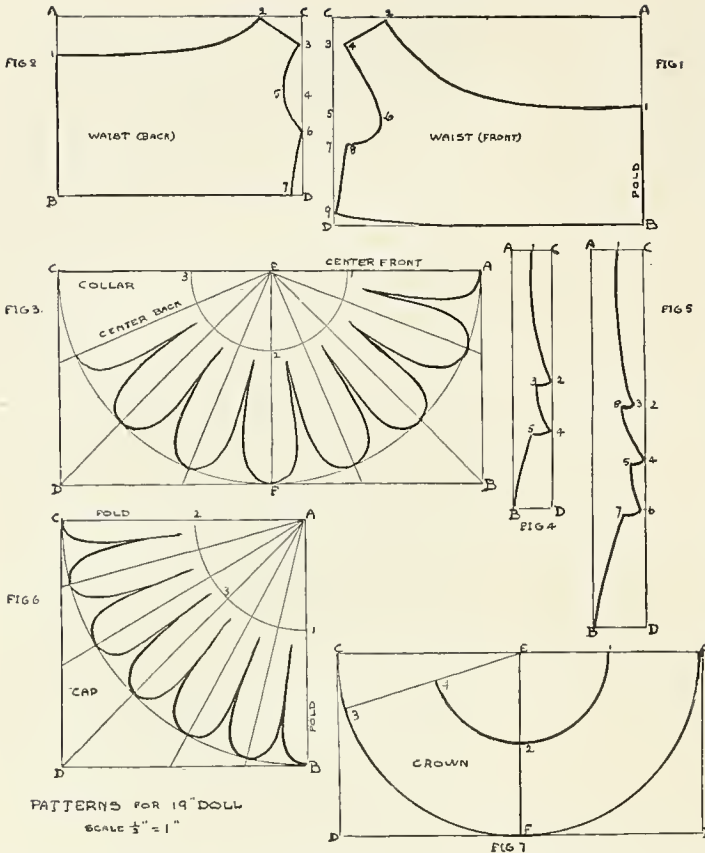 A 2 C
1 3
FIG 2
5 4
6
WAIST (BACK)
7
B D
C 2 A
3 4
FIG 1
5 6
1
7 8
WAIST (FRONT)
FOLD
9
D B
C 3 E CENTER FRONT 1 A
COLLAR
FIG 3.
CENTER BACK
2
D F B
A 1 C
3 2
5 4
B D
FIG 4
A 1 C
FIG 5
8 3 2
5 4
7 6
B D
C FOLD 2 A
3
FIG 6
1
CAP
FOLD
D B
C E 1 A
4
3
2
CROWN
D F
FIG 7
PATTERNS FOR 19" DOLL
SCALE ½" = 1"